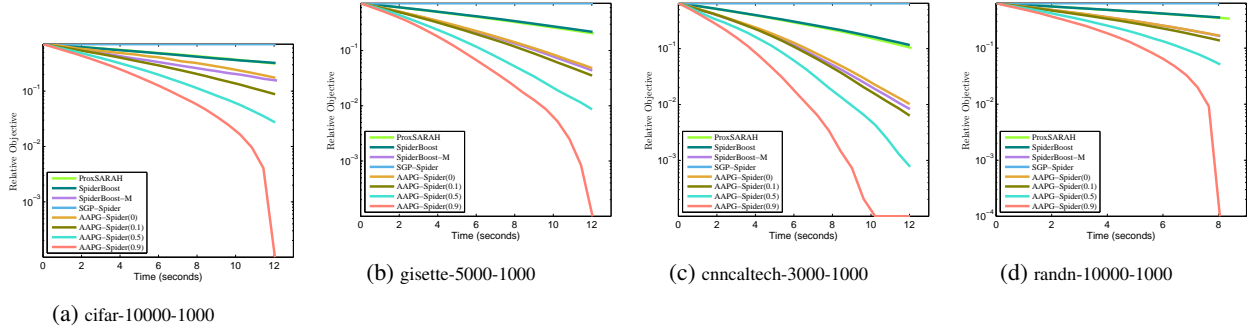 Relative Objective
10^-1
10^-2
10^-3
0 2 4 6 8 10 12
Time (seconds)
ProxSARAH
SpiderBoost
SpiderBoost−M
SGP−Spider
AAPG−Spider(0)
AAPG−Spider(0.1)
AAPG−Spider(0.5)
AAPG−Spider(0.9)
(a) cifar-10000-1000
Relative Objective
10^-1
10^-2
10^-3
0 2 4 6 8 10 12
Time (seconds)
ProxSARAH
SpiderBoost
SpiderBoost−M
SGP−Spider
AAPG−Spider(0)
AAPG−Spider(0.1)
AAPG−Spider(0.5)
AAPG−Spider(0.9)
(b) gisette-5000-1000
Relative Objective
10^-1
10^-2
10^-3
0 2 4 6 8 10 12
Time (seconds)
ProxSARAH
SpiderBoost
SpiderBoost−M
SGP−Spider
AAPG−Spider(0)
AAPG−Spider(0.1)
AAPG−Spider(0.5)
AAPG−Spider(0.9)
(c) cnncaltech-3000-1000
Relative Objective
10^-1
10^-2
10^-3
10^-4
0 2 4 6 8
Time (seconds)
ProxSARAH
SpiderBoost
SpiderBoost−M
SGP−Spider
AAPG−Spider(0)
AAPG−Spider(0.1)
AAPG−Spider(0.5)
AAPG−Spider(0.9)
(d) randn-10000-1000